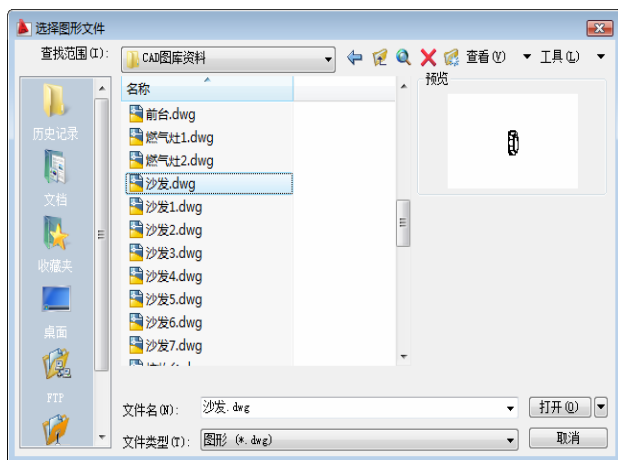 选择图形文件
查找范围(I):
CAD图库资料
查看(V)
工具(L)
名称
预览
前台.dwg
燃气灶1.dwg
燃气灶2.dwg
沙发.dwg
沙发1.dwg
沙发2.dwg
沙发3.dwg
沙发4.dwg
沙发5.dwg
沙发6.dwg
沙发7.dwg
历史记录
文档
收藏夹
桌面
FTP
文件名(N):
沙发.dwg
打开(O)
文件类型(T):
图形 (*.dwg)
取消